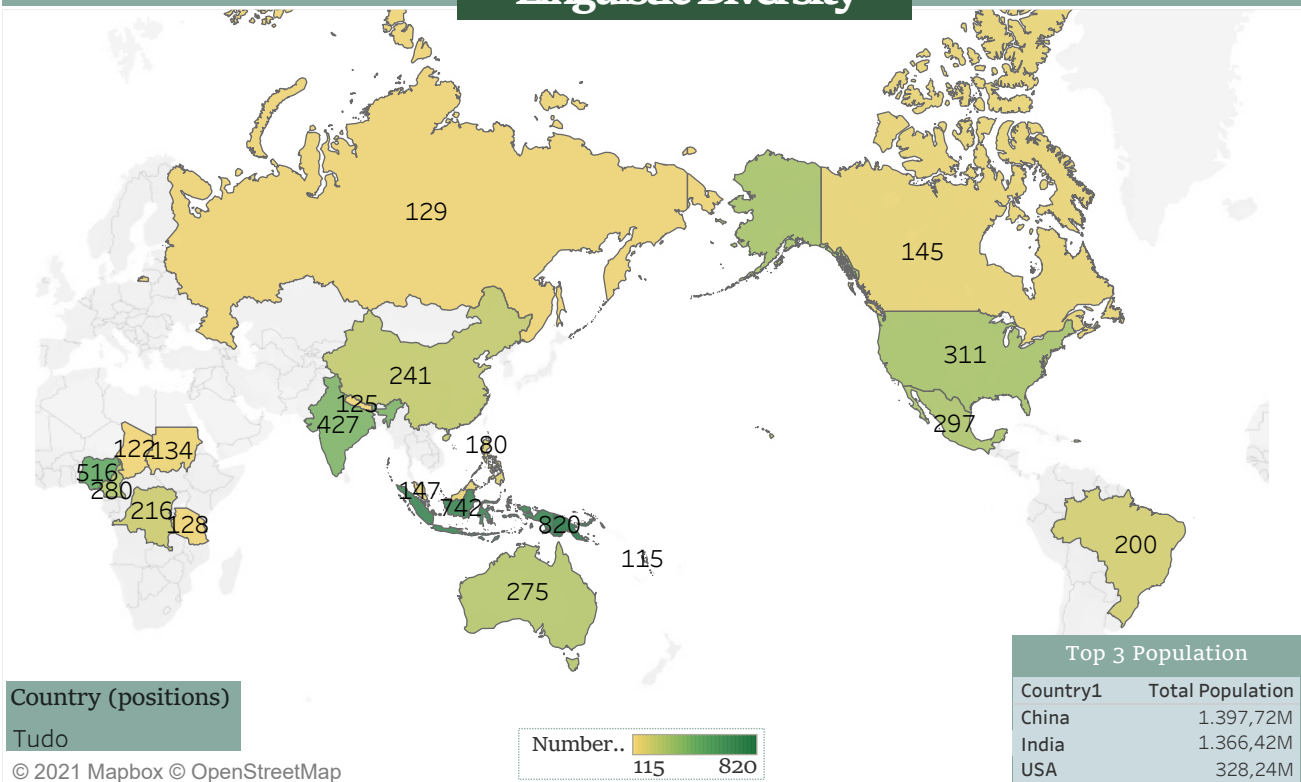 Linguistic Diversity
129
145
311
241
125
427
297
180
122
134
516
280
147
742
216
820
128
115
200
275
Top 3 Population
Country1 Total Population
China 1.397,72M
India 1.366,42M
USA 328,24M
Country (positions)
Tudo
Number..
115 820
© 2021 Mapbox © OpenStreetMap